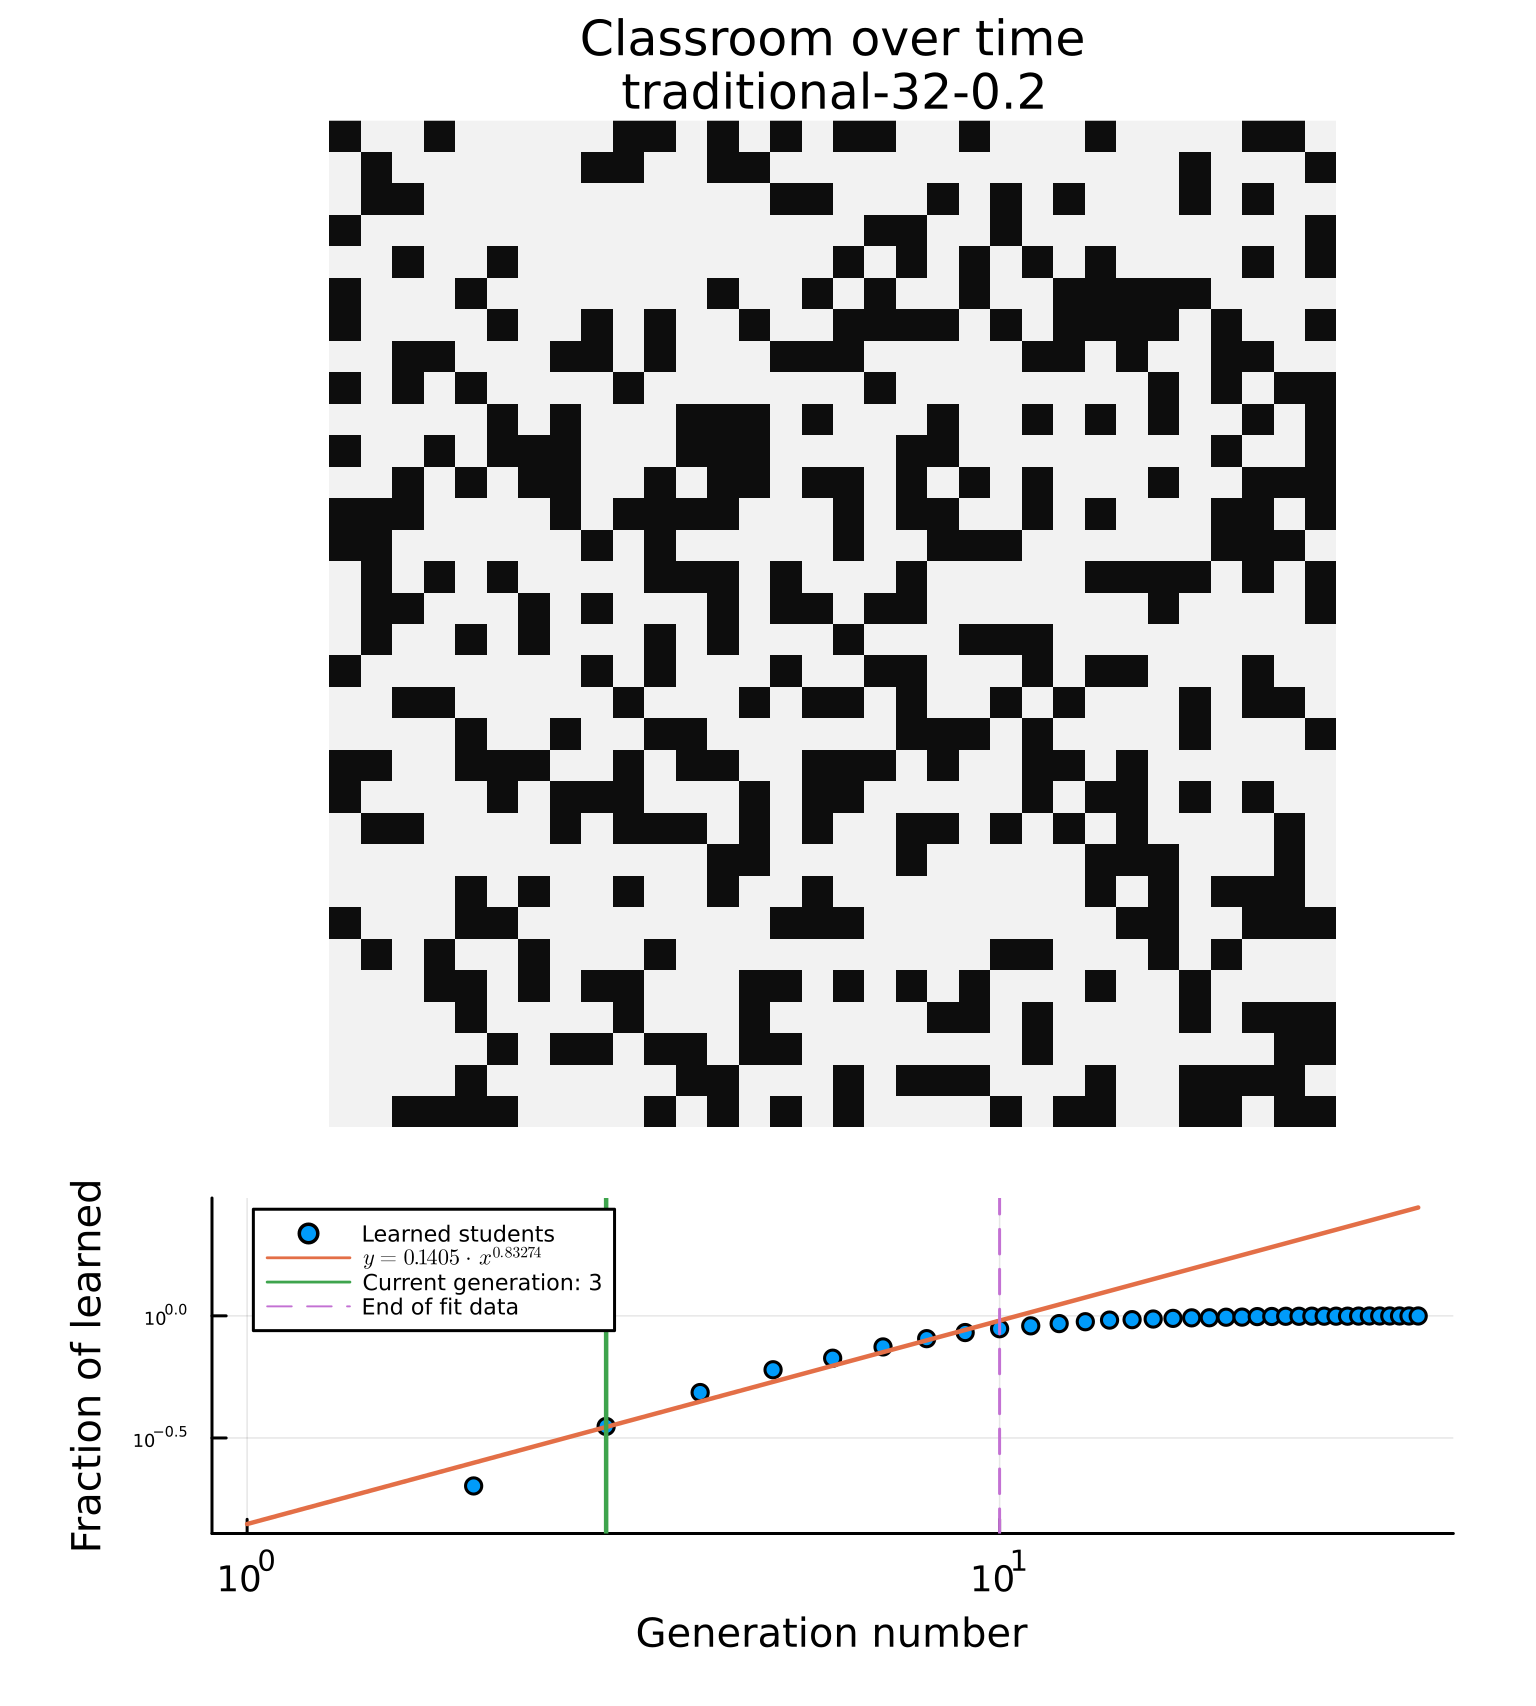 Classroom over time
traditional-32-0.2
Fraction of learned
Learned students
y = 0.1405 · x^0.83274
Current generation: 3
End of fit data
10^0.0
10^−0.5
10^0
10^1
Generation number